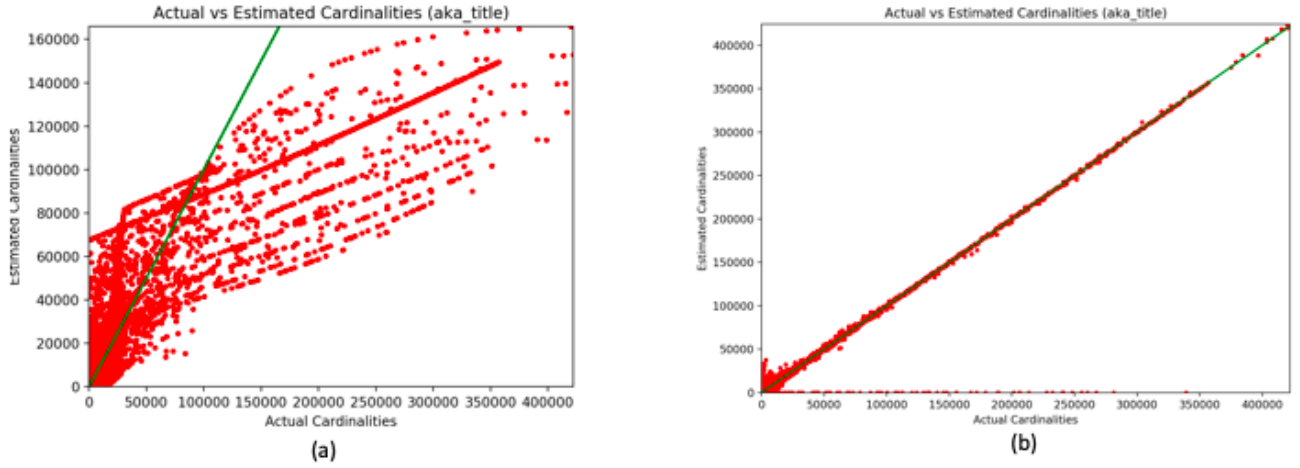 Actual vs Estimated Cardinalities (aka_title)
160000
140000
120000
100000
80000
60000
40000
20000
0
Estimated Cardinalities
0 50000 100000 150000 200000 250000 300000 350000 400000
Actual Cardinalities
(a)
Actual vs Estimated Cardinalities (aka_title)
400000
350000
300000
250000
200000
150000
100000
50000
0
Estimated Cardinalities
0 50000 100000 150000 200000 250000 300000 350000 400000
Actual Cardinalities
(b)